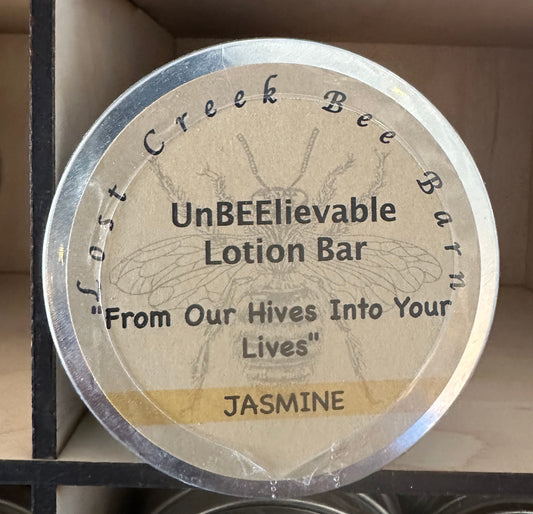 Lost Creek Bee Barn
UnBEElievable
Lotion Bar
"From Our Hives Into Your
Lives"
JASMINE